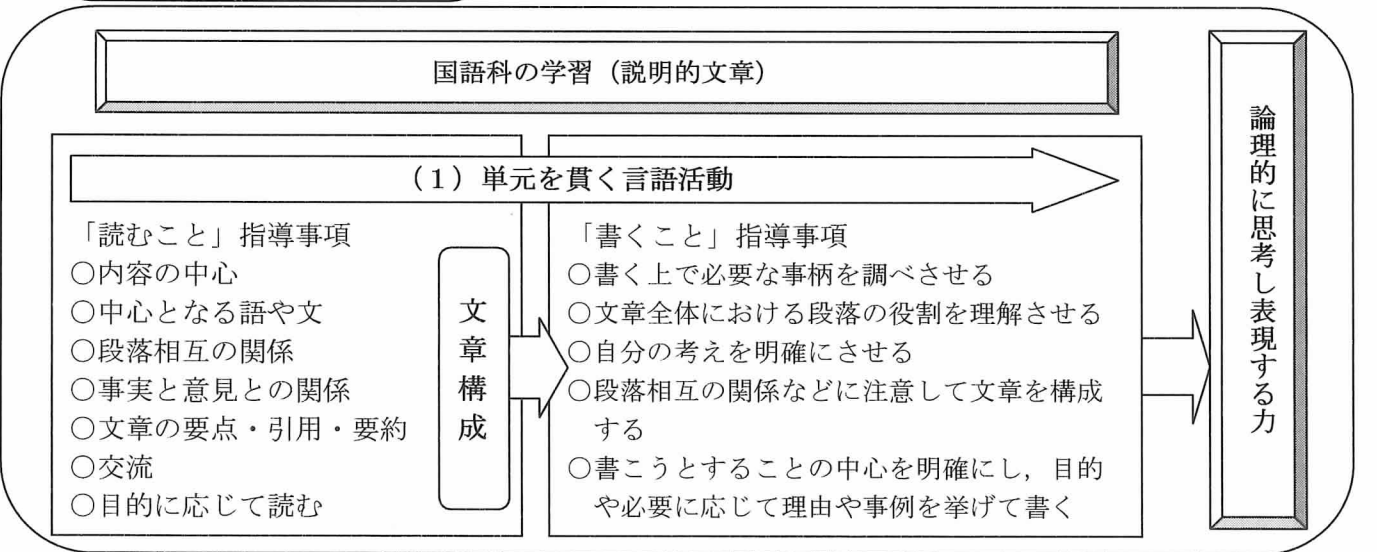 国語科の学習（説明的文章）
（1）単元を貫く言語活動
「読むこと」指導事項
○内容の中心
○中心となる語や文
○段落相互の関係
○事実と意見との関係
○文章の要点・引用・要約
○交流
○目的に応じて読む
文章構成
「書くこと」指導事項
○書く上で必要な事柄を調べさせる
○文章全体における段落の役割を理解させる
○自分の考えを明確にさせる
○段落相互の関係などに注意して文章を構成
する
○書こうとすることの中心を明確にし，目的
や必要に応じて理由や事例を挙げて書く
論理的に思考し表現する力